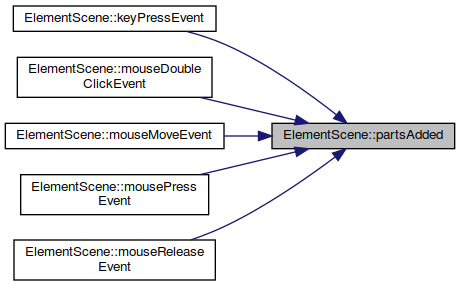 ElementScene::keyPressEvent
ElementScene::mouseDouble
ClickEvent
ElementScene::mouseMoveEvent
ElementScene::partsAdded
ElementScene::mousePress
Event
ElementScene::mouseRelease
Event